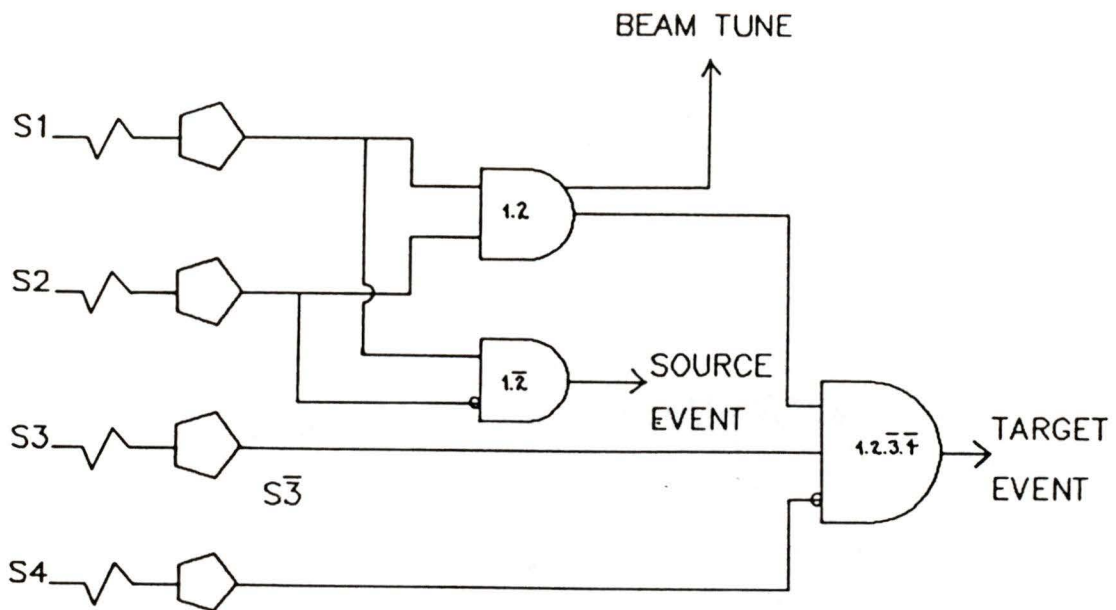 BEAM TUNE
S1
1.2
S2
1.2̅
SOURCE
EVENT
S3
S3̅
1.2.3̅.4̅
TARGET
EVENT
S4